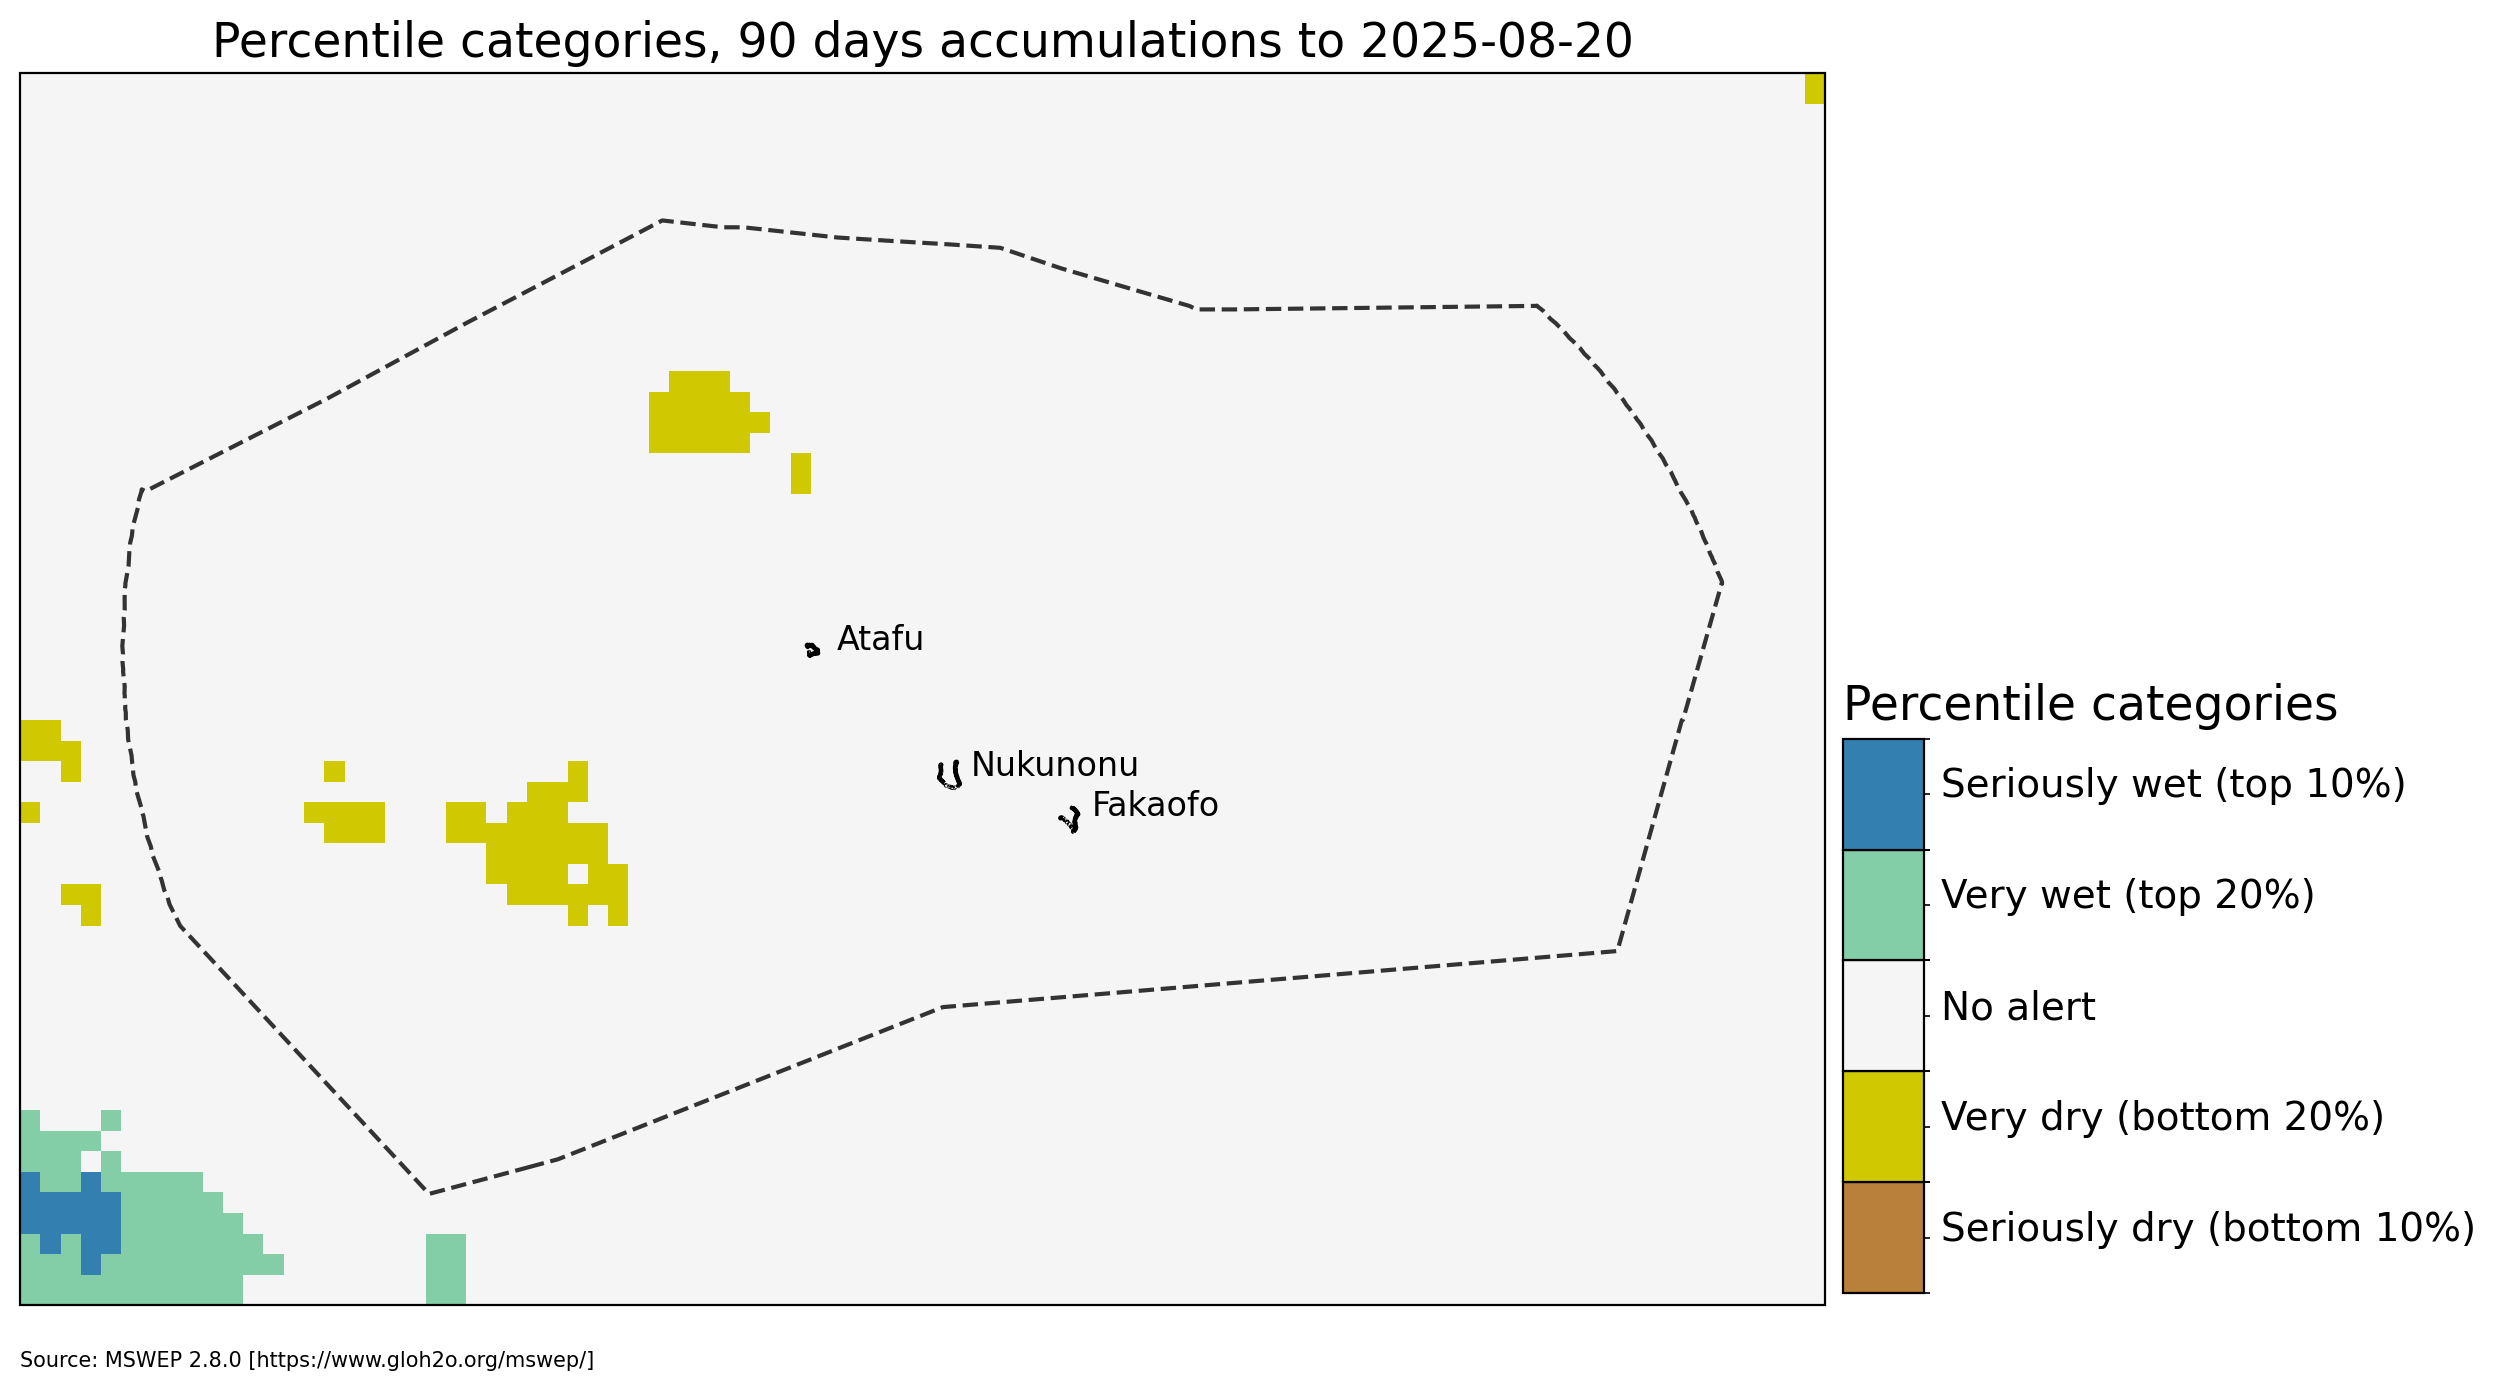 Percentile categories, 90 days accumulations to 2025-08-20
Atafu
Nukunonu
Fakaofo
Percentile categories
Seriously wet (top 10%)
Very wet (top 20%)
No alert
Very dry (bottom 20%)
Seriously dry (bottom 10%)
Source: MSWEP 2.8.0 [https://www.gloh2o.org/mswep/]